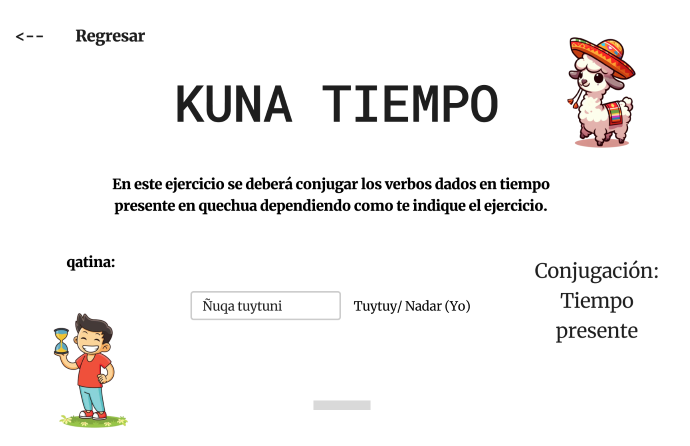 <-- Regresar
KUNA TIEMPO
En este ejercicio se deberá conjugar los verbos dados en tiempo
presente en quechua dependiendo como te indique el ejercicio.
qatina:
Ñuqa tuytuni Tuytuy/ Nadar (Yo)
Conjugación:
Tiempo
presente